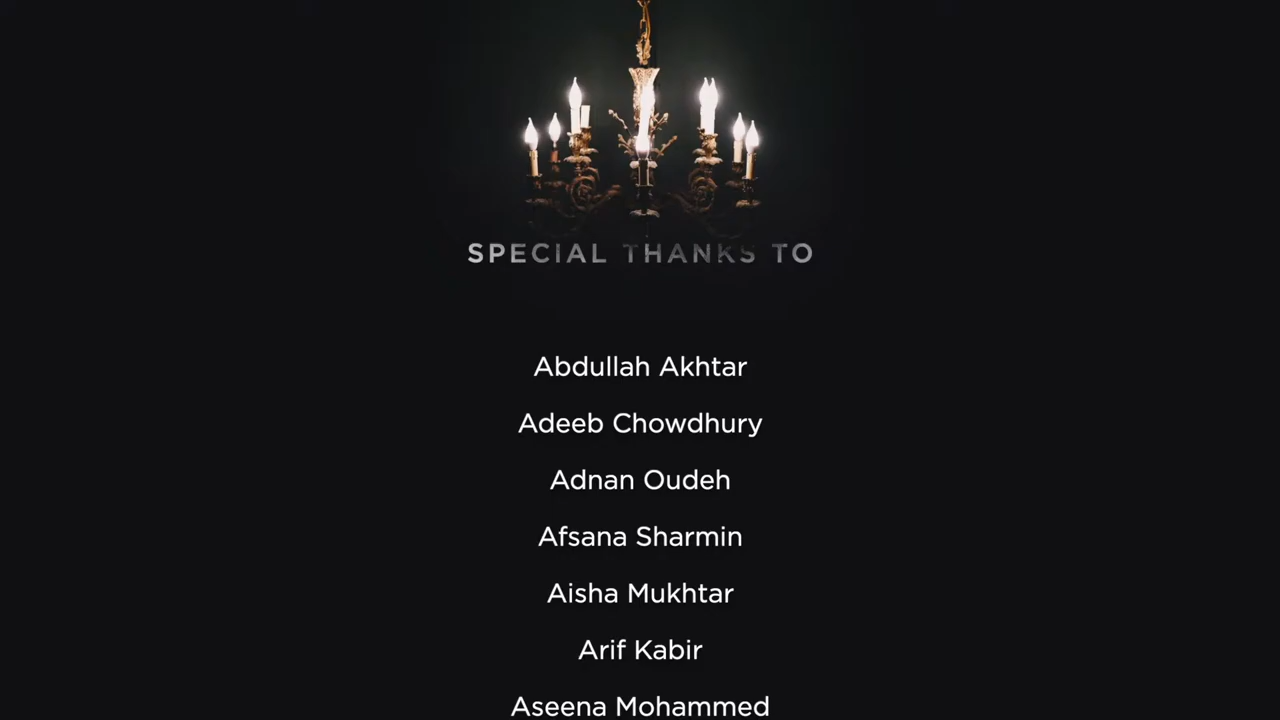 SPECIAL THANKS TO
Abdullah Akhtar
Adeeb Chowdhury
Adnan Oudeh
Afsana Sharmin
Aisha Mukhtar
Arif Kabir
Aseena Mohammed